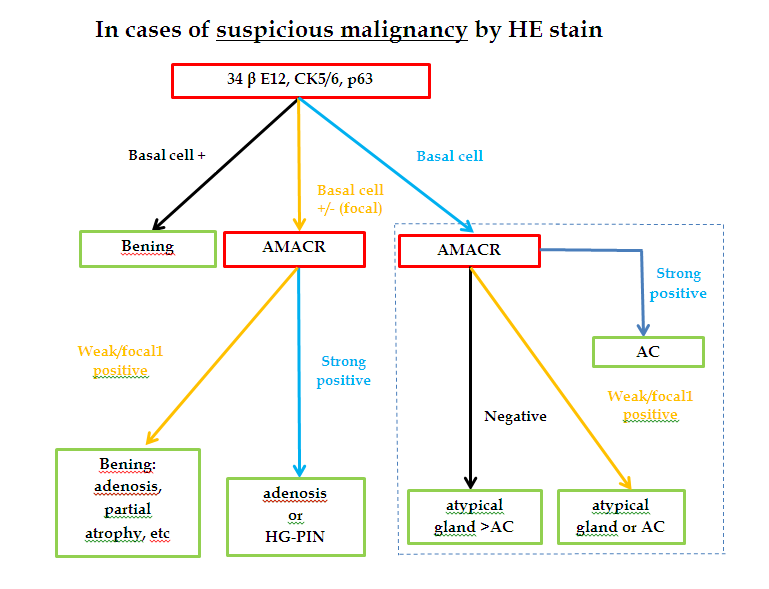 In cases of suspicious malignancy by HE stain
34 β E12, CK5/6, p63
Basal cell +
Basal cell
+/- (focal)
Basal cell
Bening
AMACR
AMACR
Strong
positive
AC
Weak/focal1
positive
Strong
positive
Negative
Weak/focal1
positive
Bening:
adenosis,
partial
atrophy, etc
adenosis
or
HG-PIN
atypical
gland >AC
atypical
gland or AC